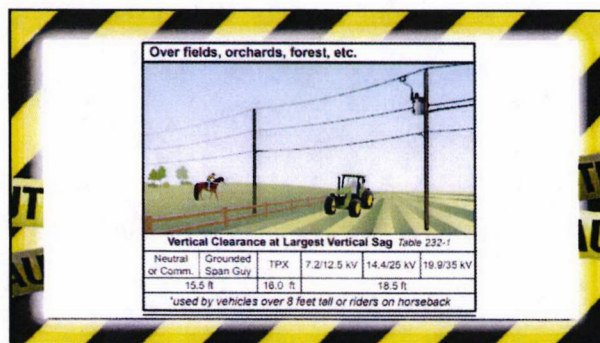 Over fields, orchards, forest, etc.
Vertical Clearance at Largest Vertical Sag Table 232-1
Neutral or Comm. Grounded Span Guy TPX 7.2/12.5 kV 14.4/25 kV 19.9/35 kV
15.5 ft 16.0 ft 18.5 ft
*used by vehicles over 8 feet tall or riders on horseback